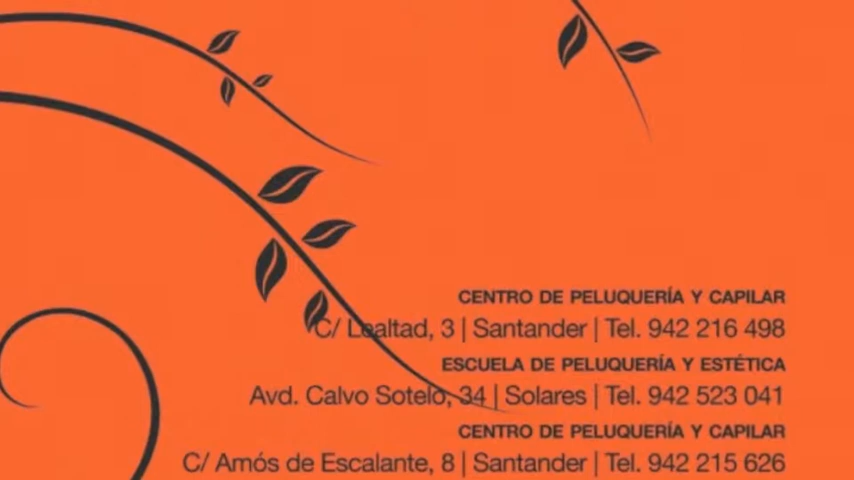 CENTRO DE PELUQUERÍA Y CAPILAR
C/ Lealtad, 3 | Santander | Tel. 942 216 498
ESCUELA DE PELUQUERÍA Y ESTÉTICA
Avd. Calvo Sotelo, 34 | Solares | Tel. 942 523 041
CENTRO DE PELUQUERÍA Y CAPILAR
C/ Amós de Escalante, 8 | Santander | Tel. 942 215 626